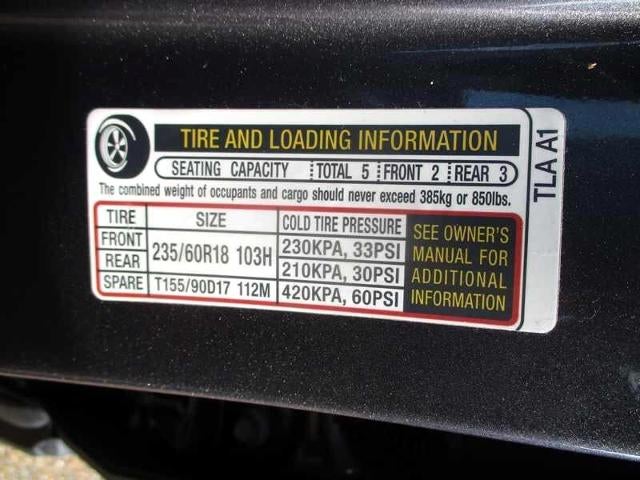 TIRE AND LOADING INFORMATION
SEATING CAPACITY TOTAL 5 FRONT 2 REAR 3
The combined weight of occupants and cargo should never exceed 385kg or 850lbs.
TIRE SIZE COLD TIRE PRESSURE
FRONT 235/60R18 103H 230KPA, 33PSI
REAR 210KPA, 30PSI
SPARE T155/90D17 112M 420KPA, 60PSI
SEE OWNER'S
MANUAL FOR
ADDITIONAL
INFORMATION
TLA A1